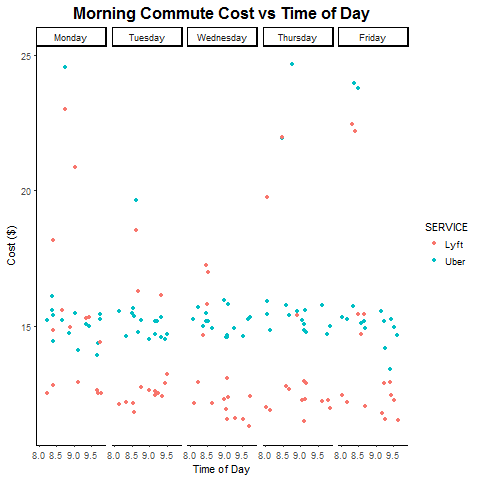 Morning Commute Cost vs Time of Day
Monday Tuesday Wednesday Thursday Friday
25
20
15
Cost ($)
8.0 8.5 9.0 9.5 8.0 8.5 9.0 9.5 8.0 8.5 9.0 9.5 8.0 8.5 9.0 9.5 8.0 8.5 9.0 9.5
Time of Day
SERVICE
Lyft
Uber